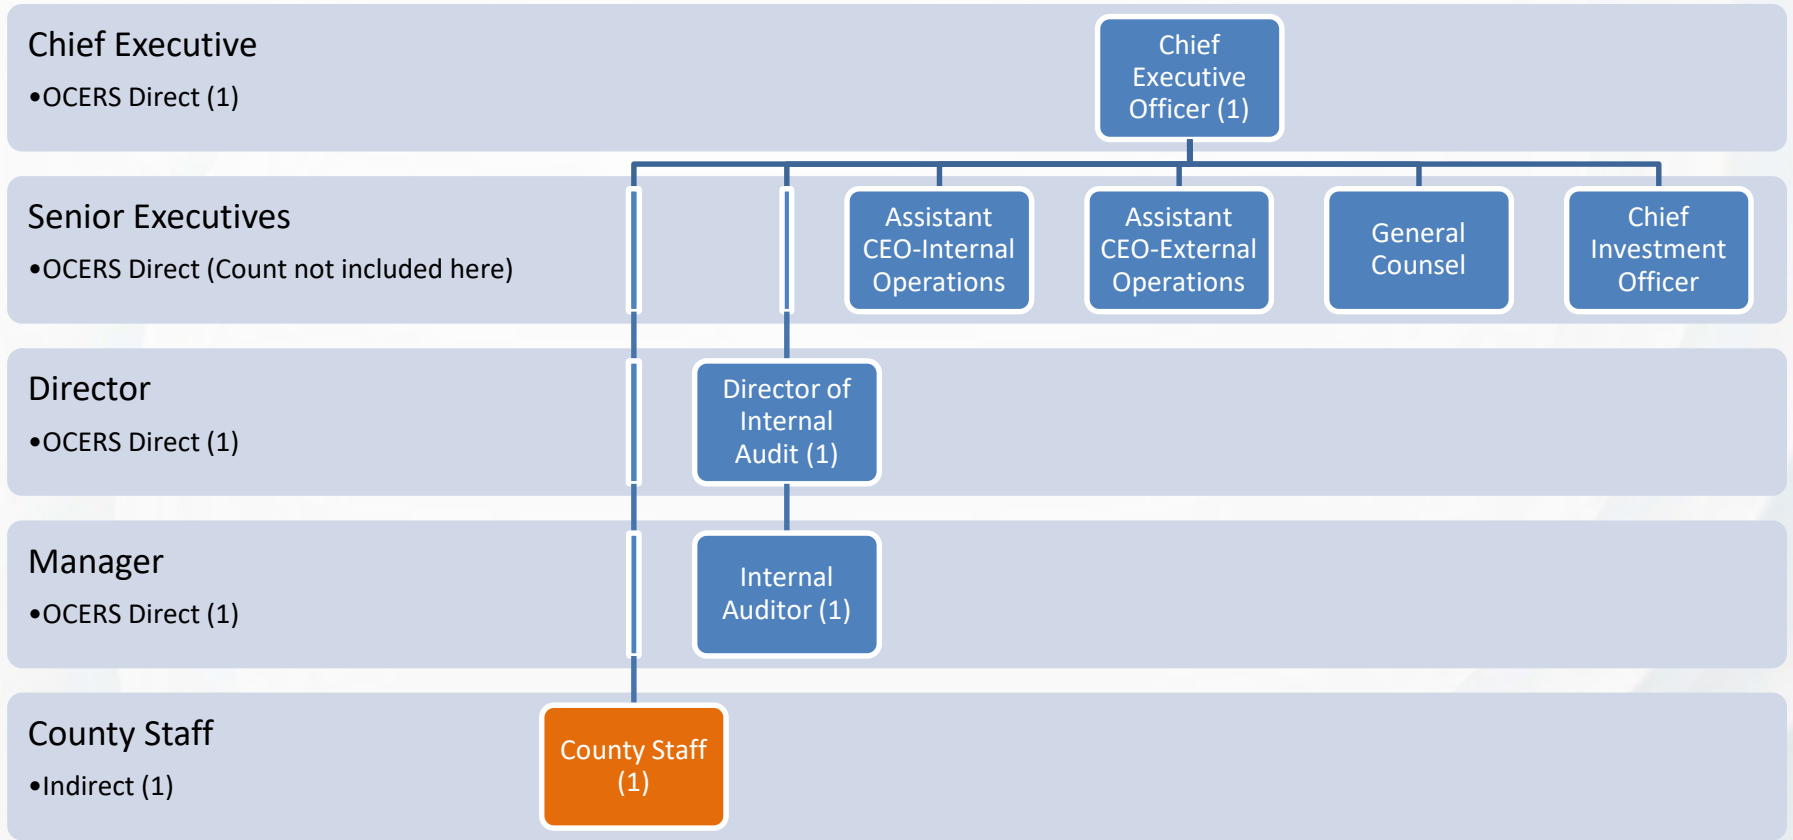 Chief Executive
•OCERS Direct (1)
Chief
Executive
Officer (1)
Senior Executives
•OCERS Direct (Count not included here)
Assistant
CEO-Internal
Operations
Assistant
CEO-External
Operations
General
Counsel
Chief
Investment
Officer
Director
•OCERS Direct (1)
Director of
Internal
Audit (1)
Manager
•OCERS Direct (1)
Internal
Auditor (1)
County Staff
•Indirect (1)
County Staff
(1)